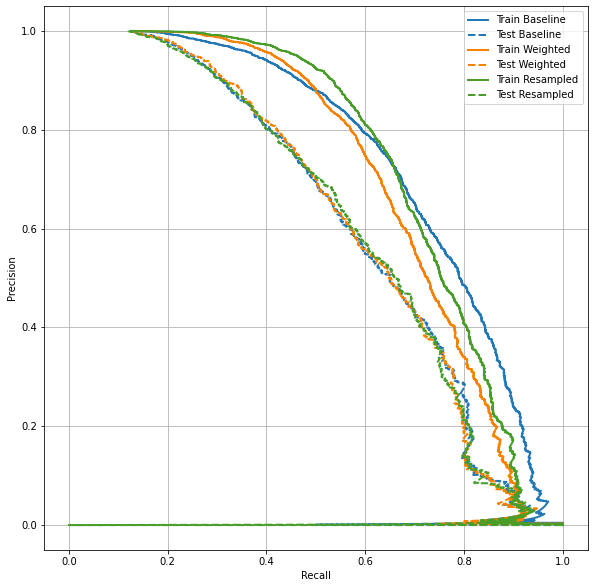 Train Baseline
Test Baseline
Train Weighted
Test Weighted
Train Resampled
Test Resampled
1.0
0.8
0.6
0.4
0.2
0.0
Precision
0.0 0.2 0.4 0.6 0.8 1.0
Recall